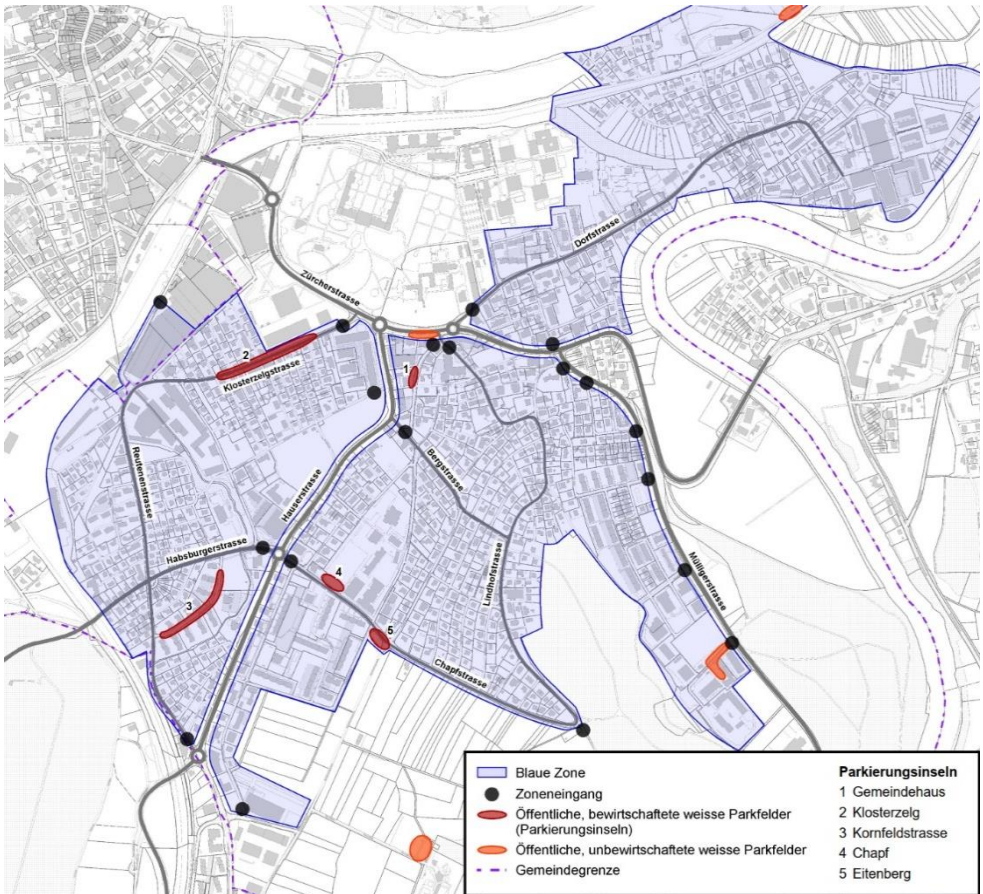 Zürcherstrasse
Dorfstrasse
2
Klosterzelgstrasse
1
Reutenenstrasse
Hauserstrasse
Bergstrasse
Habsburgerstrasse
Lindhofstrasse
Mülligerstrasse
4
3
5
Chapfstrasse
Blaue Zone
Zoneneingang
Öffentliche, bewirtschaftete weisse Parkfelder
(Parkierungsinseln)
Öffentliche, unbewirtschaftete weisse Parkfelder
Gemeindegrenze
Parkierungsinseln
1 Gemeindehaus
2 Klosterzelg
3 Kornfeldstrasse
4 Chapf
5 Eitenberg